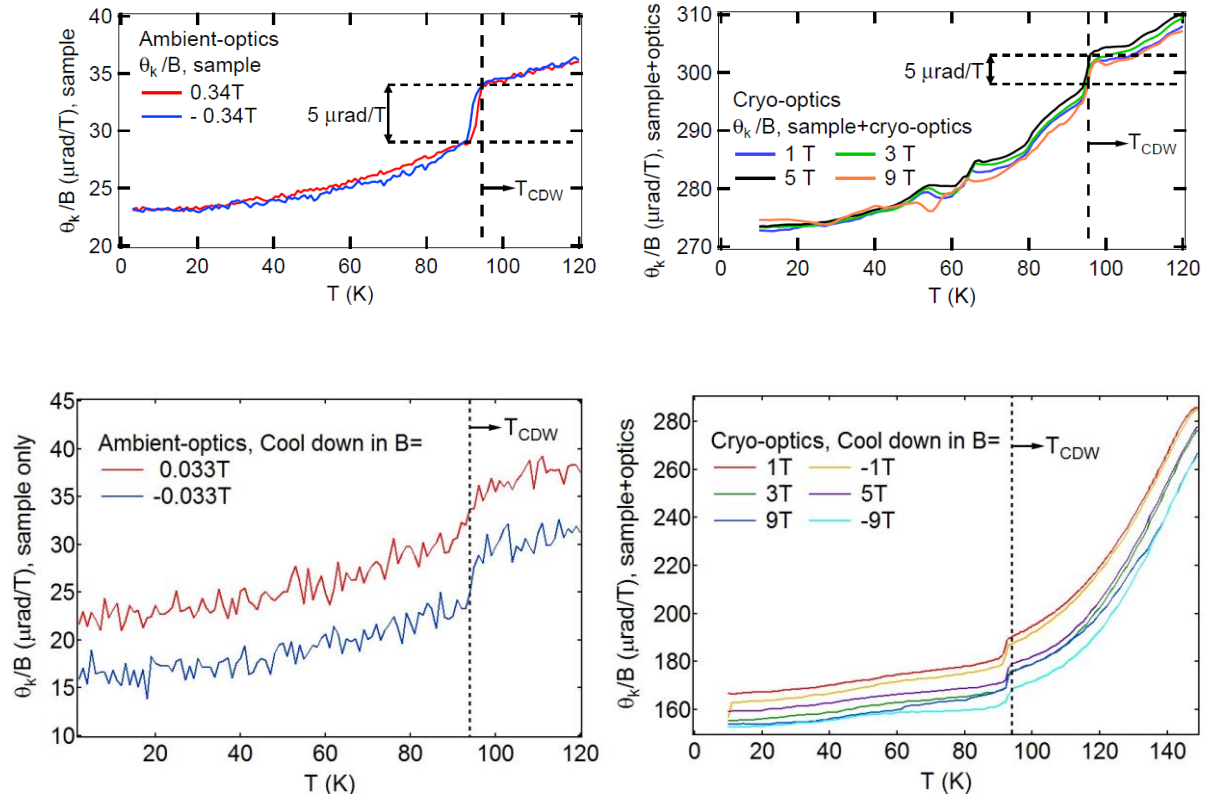 40
35
30
25
20
θk/B (μrad/T), sample
Ambient-optics
θk /B, sample
0.34T
- 0.34T
5 μrad/T
TCDW
0 20 40 60 80 100 120
T (K)
310
300
290
280
270
θk/B (μrad/T), sample+optics
5 μrad/T
Cryo-optics
θk /B, sample+cryo-optics
1 T 3 T
5 T 9 T
TCDW
0 20 40 60 80 100 120
T (K)
45
40
35
30
25
20
15
10
θk/B (μrad/T), sample only
Ambient-optics, Cool down in B=
0.033T
-0.033T
TCDW
20 40 60 80 100 120
T (K)
280
260
240
220
200
180
160
θk/B (μrad/T), sample+optics
Cryo-optics, Cool down in B=
1T -1T
3T 5T
9T -9T
TCDW
0 20 40 60 80 100 120 140
T (K)